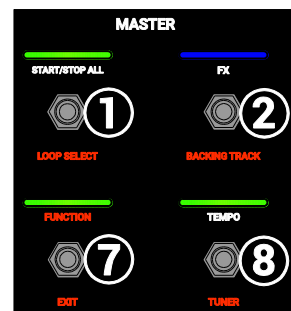 MASTER
START/STOP ALL
FX
1
2
LOOP SELECT
BACKING TRACK
FUNCTION
TEMPO
7
8
EXIT
TUNER